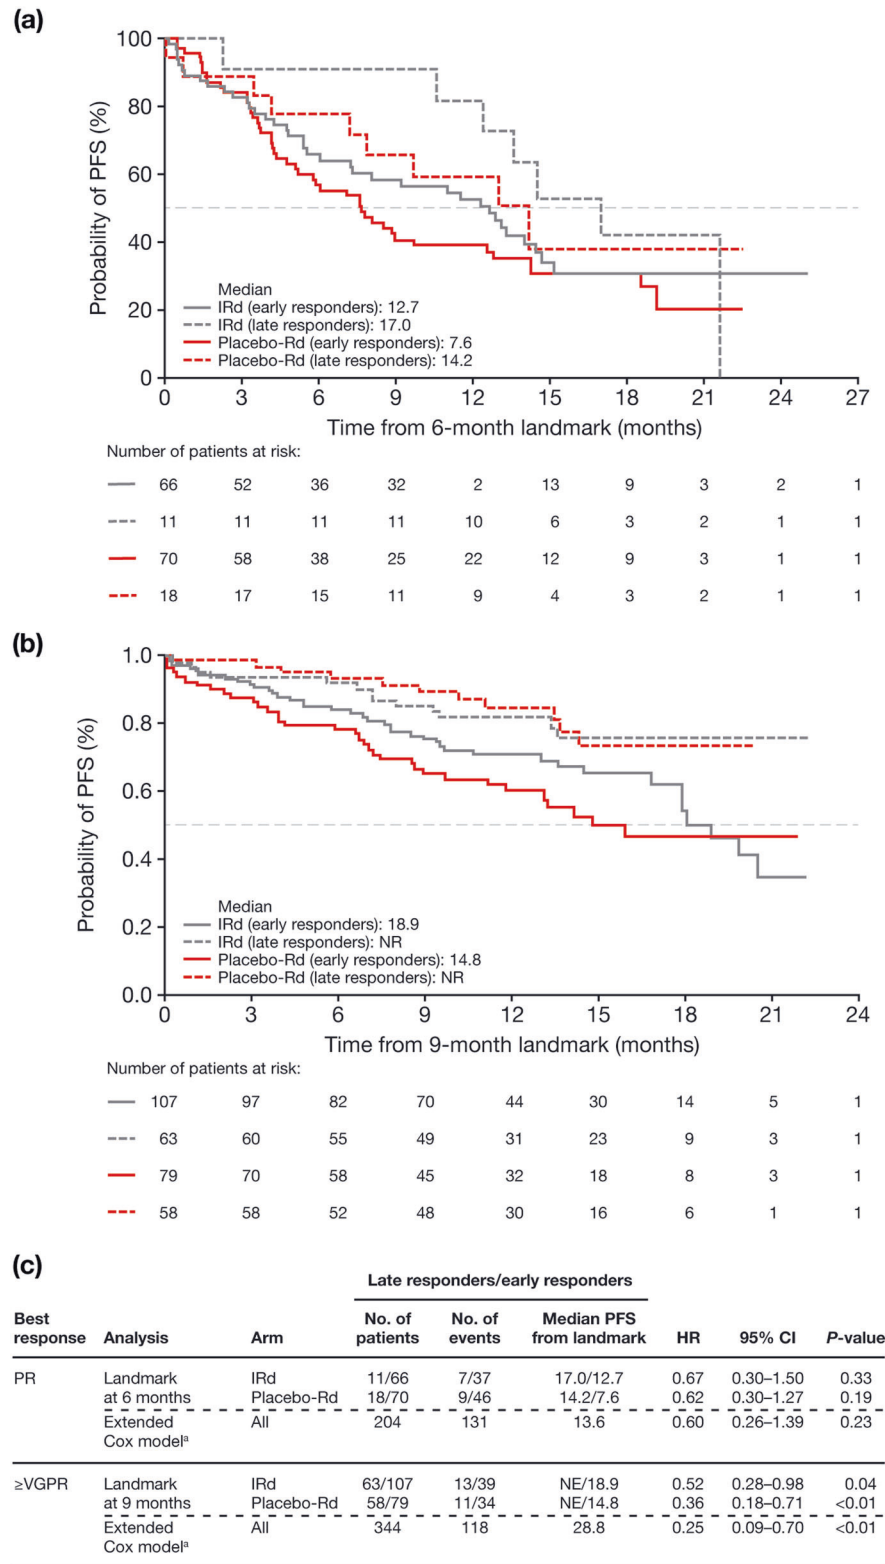 (a)
100
80
60
40
20
0
Probability of PFS (%)
Median
IRd (early responders): 12.7
IRd (late responders): 17.0
Placebo-Rd (early responders): 7.6
Placebo-Rd (late responders): 14.2
0 3 6 9 12 15 18 21 24 27
Time from 6-month landmark (months)
Number of patients at risk:
66 52 36 32 2 13 9 3 2 1
11 11 11 11 10 6 3 2 1 1
70 58 38 25 22 12 9 3 1 1
18 17 15 11 9 4 3 2 1 1
(b)
1.0
0.8
0.6
0.4
0.2
0.0
Probability of PFS (%)
Median
IRd (early responders): 18.9
IRd (late responders): NR
Placebo-Rd (early responders): 14.8
Placebo-Rd (late responders): NR
0 3 6 9 12 15 18 21 24
Time from 9-month landmark (months)
Number of patients at risk:
107 97 82 70 44 30 14 5 1
63 60 55 49 31 23 9 3 1
79 70 58 45 32 18 8 3 1
58 58 52 48 30 16 6 1 1
(c)
Late responders/early responders
Best No. of No. of Median PFS
response Analysis Arm patients events from landmark HR 95% CI P-value
PR Landmark IRd 11/66 7/37 17.0/12.7 0.67 0.30–1.50 0.33
at 6 months Placebo-Rd 18/70 9/46 14.2/7.6 0.62 0.30–1.27 0.19
Extended All 204 131 13.6 0.60 0.26–1.39 0.23
Cox modelᵃ
≥VGPR Landmark IRd 63/107 13/39 NE/18.9 0.52 0.28–0.98 0.04
at 9 months Placebo-Rd 58/79 11/34 NE/14.8 0.36 0.18–0.71 <0.01
Extended All 344 118 28.8 0.25 0.09–0.70 <0.01
Cox modelᵃ